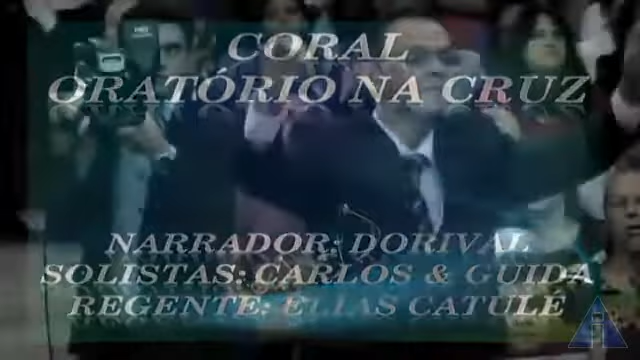 CORAL
ORATÓRIO NA CRUZ
NARRADOR: DORIVAL
SOLISTAS: CARLOS & GUIDA
REGENTE: ELIAS CATULÉ